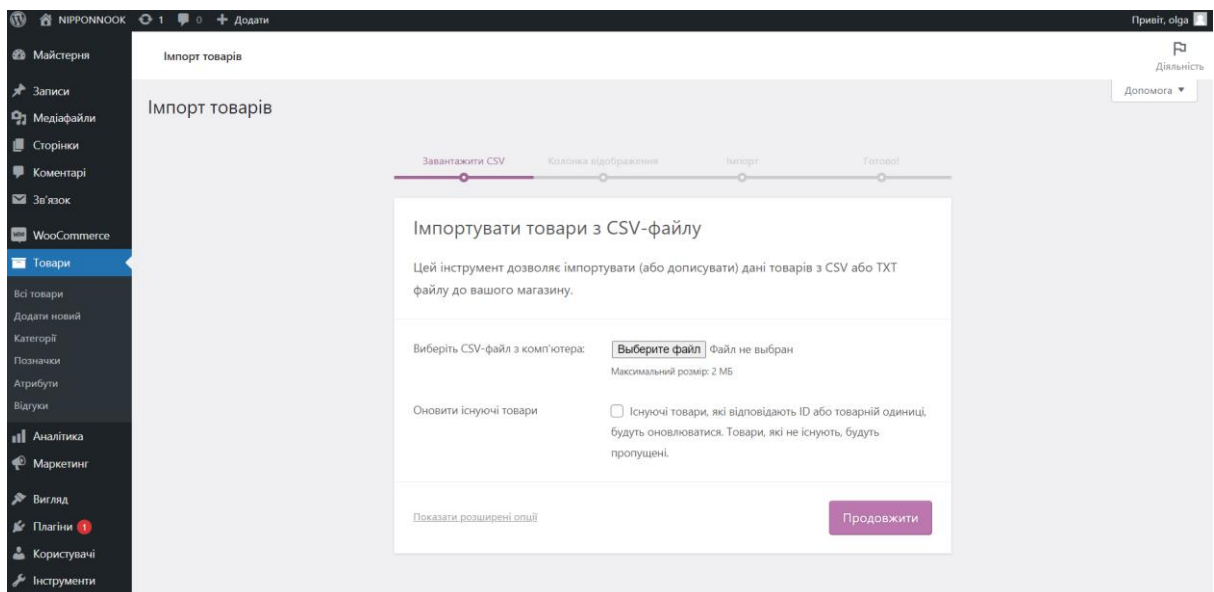 NIPPONNOOK 1 0 + Додати Привіт, olga
Майстерня
Імпорт товарів
Діяльність
Записи
Допомога ▼
Медіафайли
Імпорт товарів
Сторінки
Коментарі
Зв'язок
WooCommerce
Товари
Всі товари
Додати новий
Категорії
Позначки
Атрибути
Відгуки
Аналітика
Маркетинг
Вигляд
Плагіни 1
Користувачі
Інструменти
Завантажити CSV Колонка відображення Імпорт Готово!
Імпортувати товари з CSV-файлу
Цей інструмент дозволяє імпортувати (або дописувати) дані товарів з CSV або TXT
файлу до вашого магазину.
Виберіть CSV-файл з комп'ютера: Выберите файл Файл не выбран
Максимальний розмір: 2 МБ
Оновити існуючі товари Існуючі товари, які відповідають ID або товарній одиниці,
будуть оновлюватися. Товари, які не існують, будуть
пропущені.
Показати розширені опції Продовжити